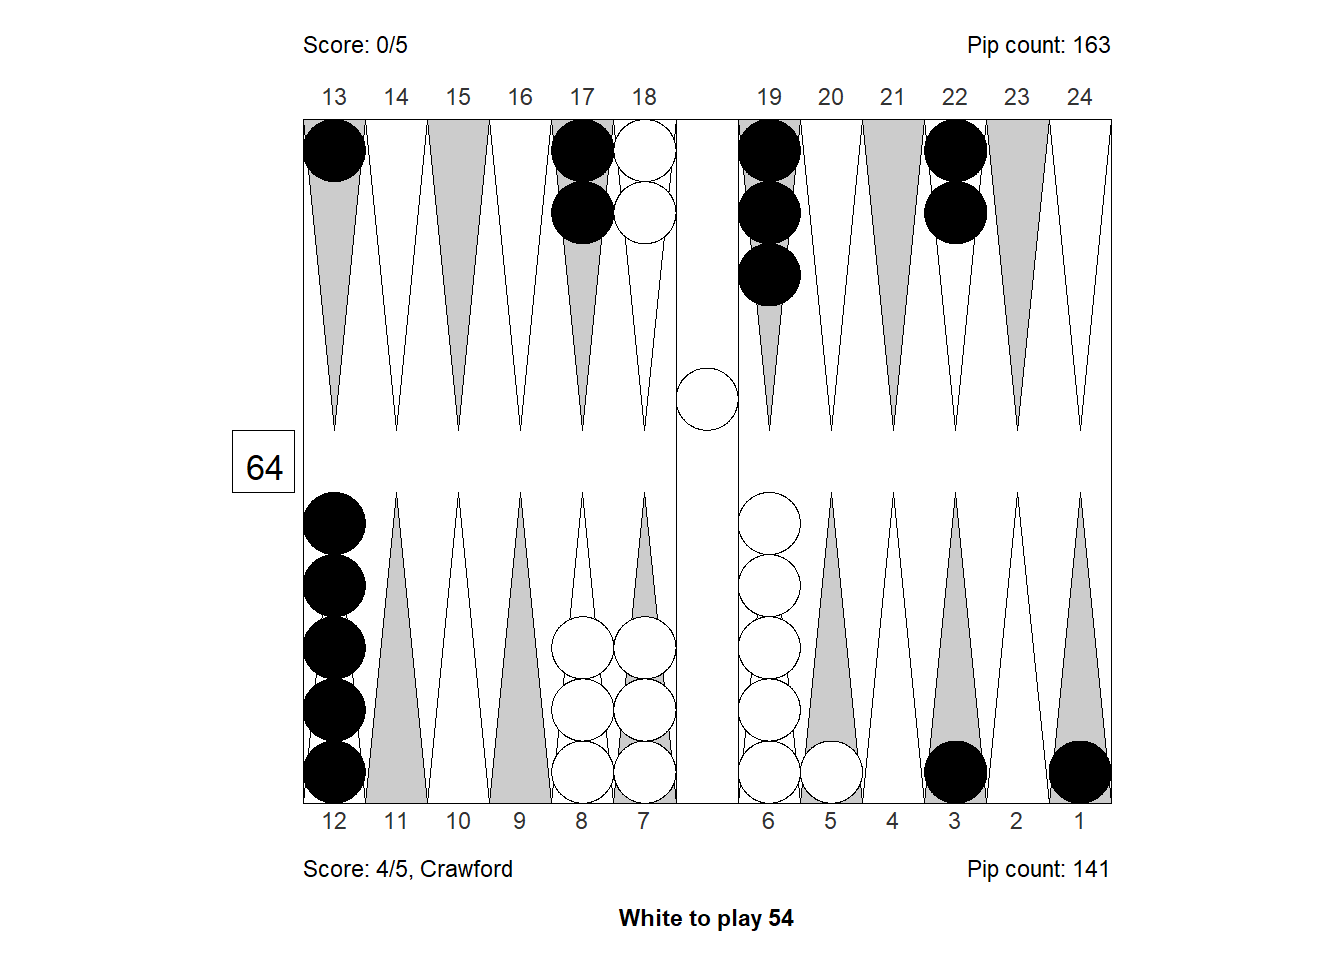 Score: 0/5
Pip count: 163
13 14 15 16 17 18 19 20 21 22 23 24
64
12 11 10 9 8 7 6 5 4 3 2 1
Score: 4/5, Crawford
Pip count: 141
White to play 54